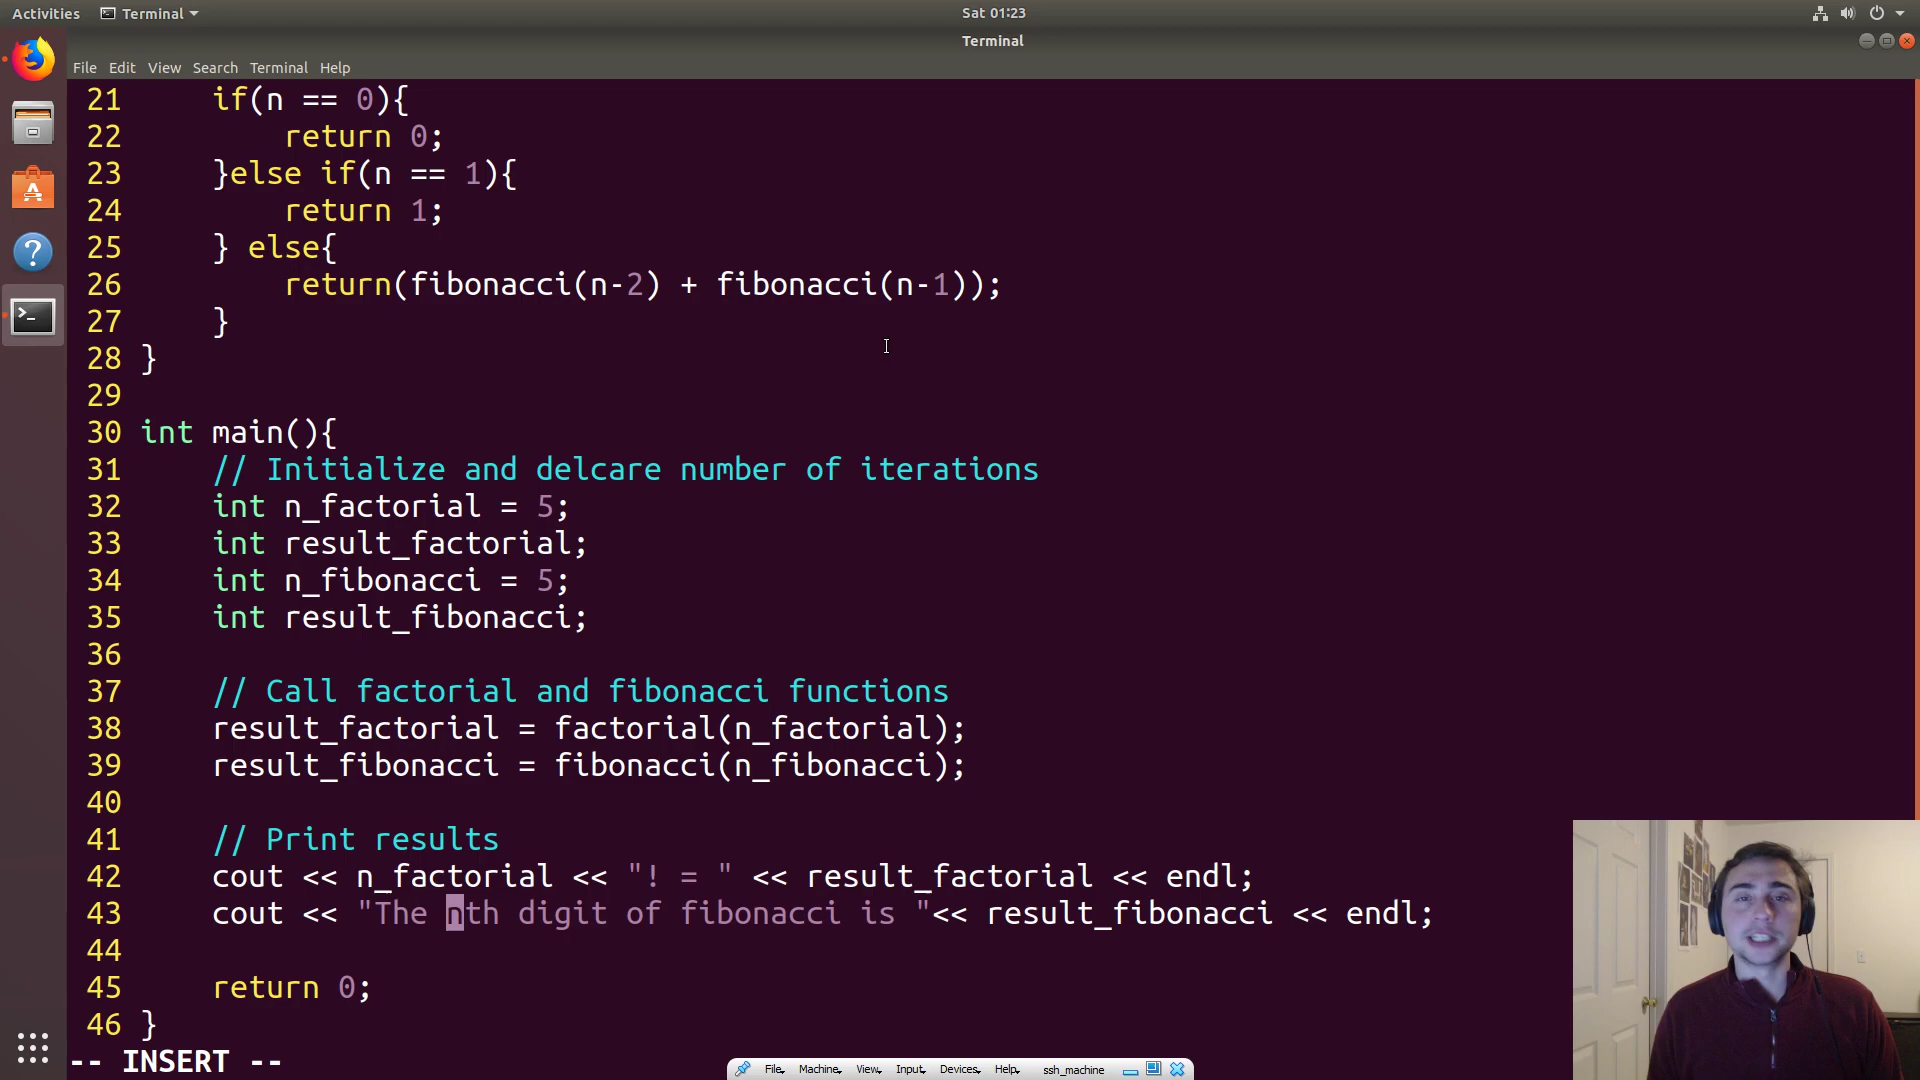 Activities Terminal Sat 01:23
Terminal
File Edit View Search Terminal Help
21 if(n == 0){
22 return 0;
23 }else if(n == 1){
24 return 1;
25 } else{
26 return(fibonacci(n-2) + fibonacci(n-1));
27 }
28 }
29
30 int main(){
31 // Initialize and delcare number of iterations
32 int n_factorial = 5;
33 int result_factorial;
34 int n_fibonacci = 5;
35 int result_fibonacci;
36
37 // Call factorial and fibonacci functions
38 result_factorial = factorial(n_factorial);
39 result_fibonacci = fibonacci(n_fibonacci);
40
41 // Print results
42 cout << n_factorial << "! = " << result_factorial << endl;
43 cout << "The nth digit of fibonacci is "<< result_fibonacci << endl;
44
45 return 0;
46 }
-- INSERT --
File Machine View Input Devices Help ssh_machine